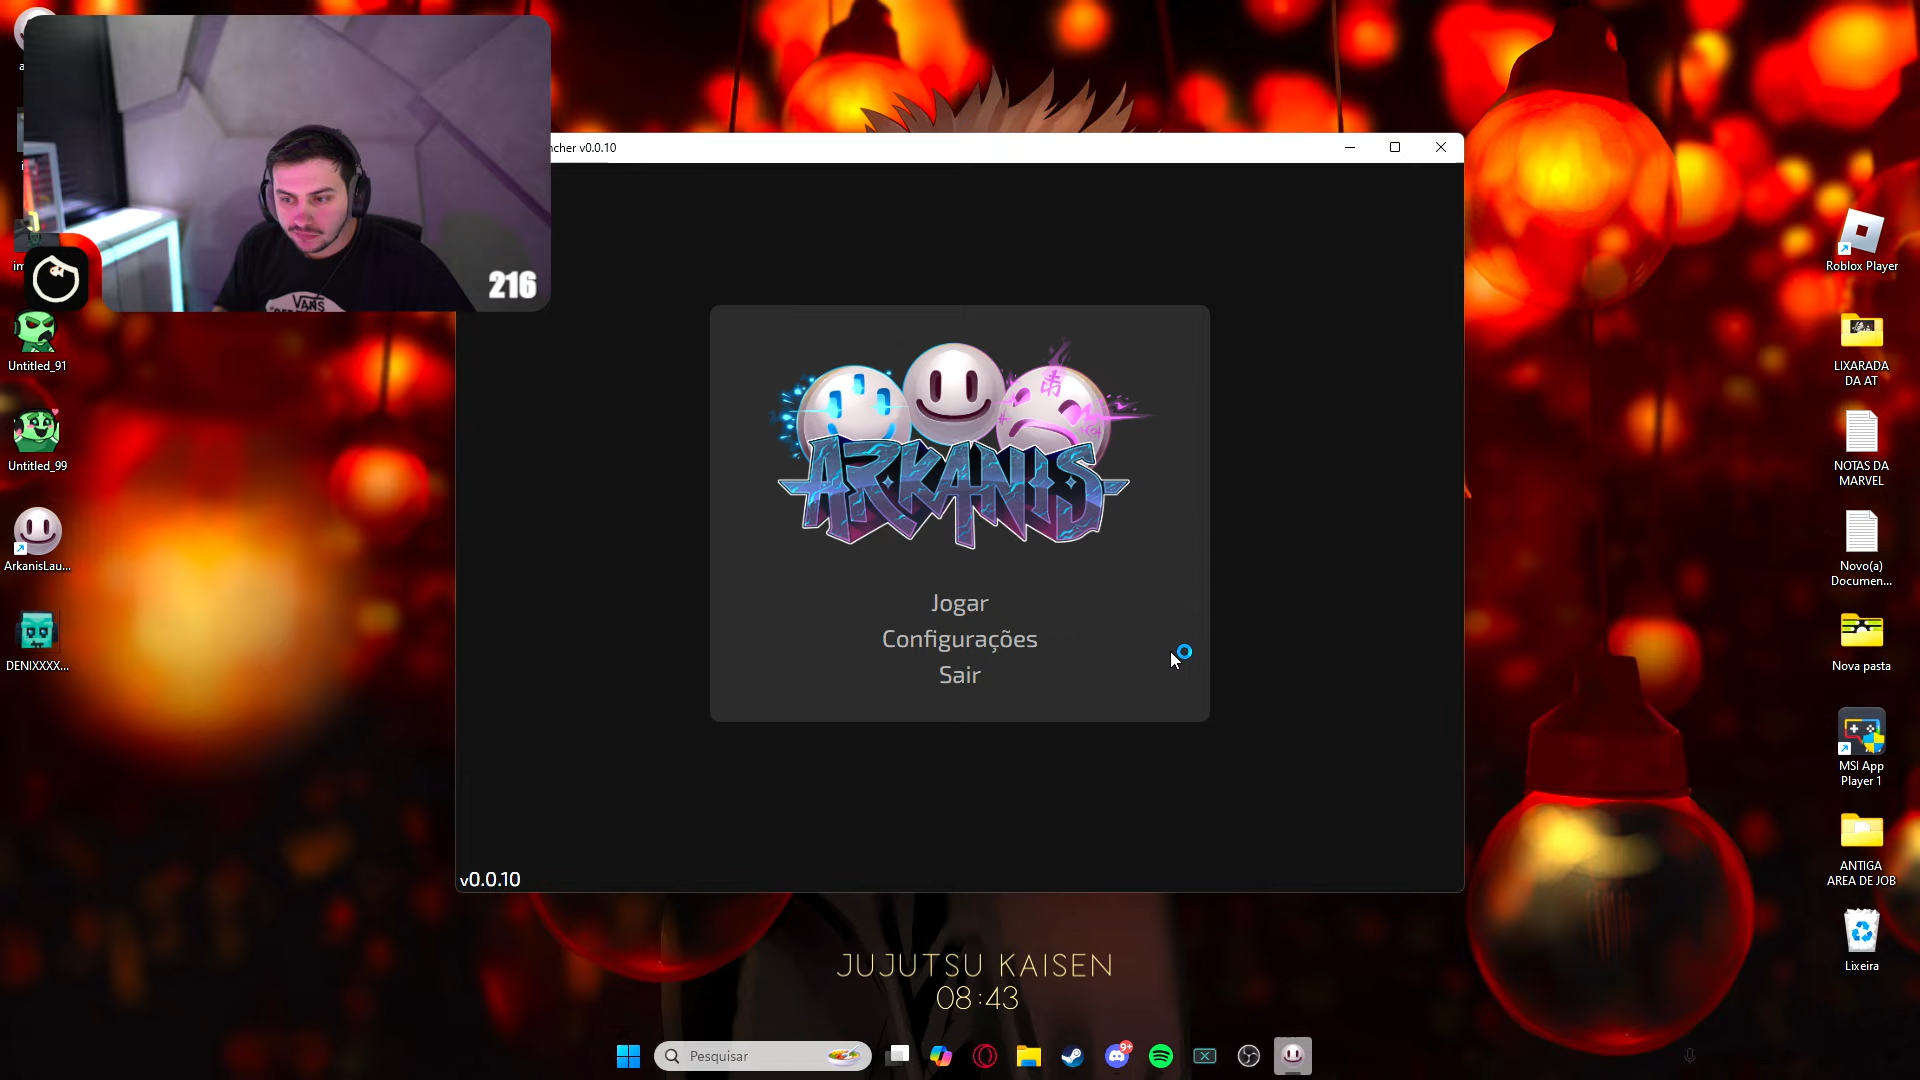 ncher v0.0.10
216
VANS
Untitled_91
Untitled_99
ArkanisLau...
DENIXXXX...
ARKANIS
Jogar
Configurações
Sair
v0.0.10
Roblox Player
LIXARADA
DA AT
NOTAS DA
MARVEL
Novo(a)
Documen...
Nova pasta
MSI App
Player 1
ANTIGA
AREA DE JOB
Lixeira
JUJUTSU KAISEN
08:43
Pesquisar
9+